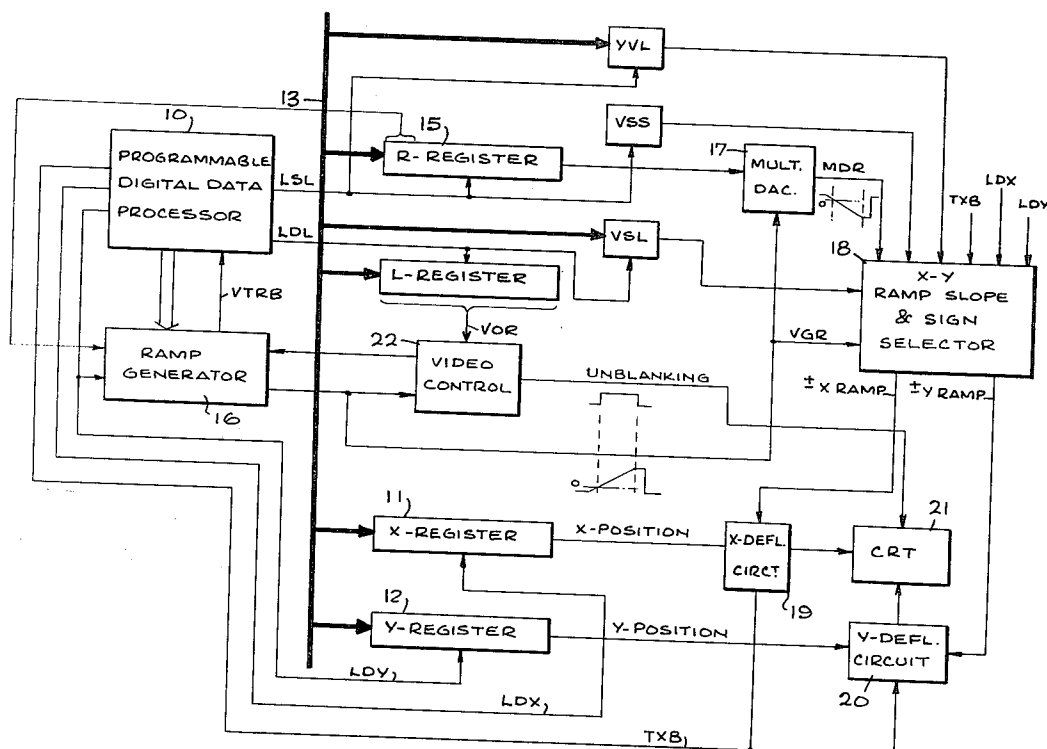 YVL
13
10
15
VSS
17
PROGRAMMABLE
DIGITAL DATA
PROCESSOR
LSL
R-REGISTER
MULT.
DAC.
MDR
O
TXB
LDX
LDY
LDL
VSL
18
L-REGISTER
X-Y
RAMP SLOPE
& SIGN
SELECTOR
VTRB
VOR
22
RAMP
GENERATOR
16
VIDEO
CONTROL
UNBLANKING
VGR
±X RAMP
±Y RAMP
O
11
X-REGISTER
X-POSITION
X-DEFL.
CIRCT.
19
21
CRT
12
Y-REGISTER
Y-POSITION
Y-DEFL.
CIRCUIT
20
LDY
LDX
TXB